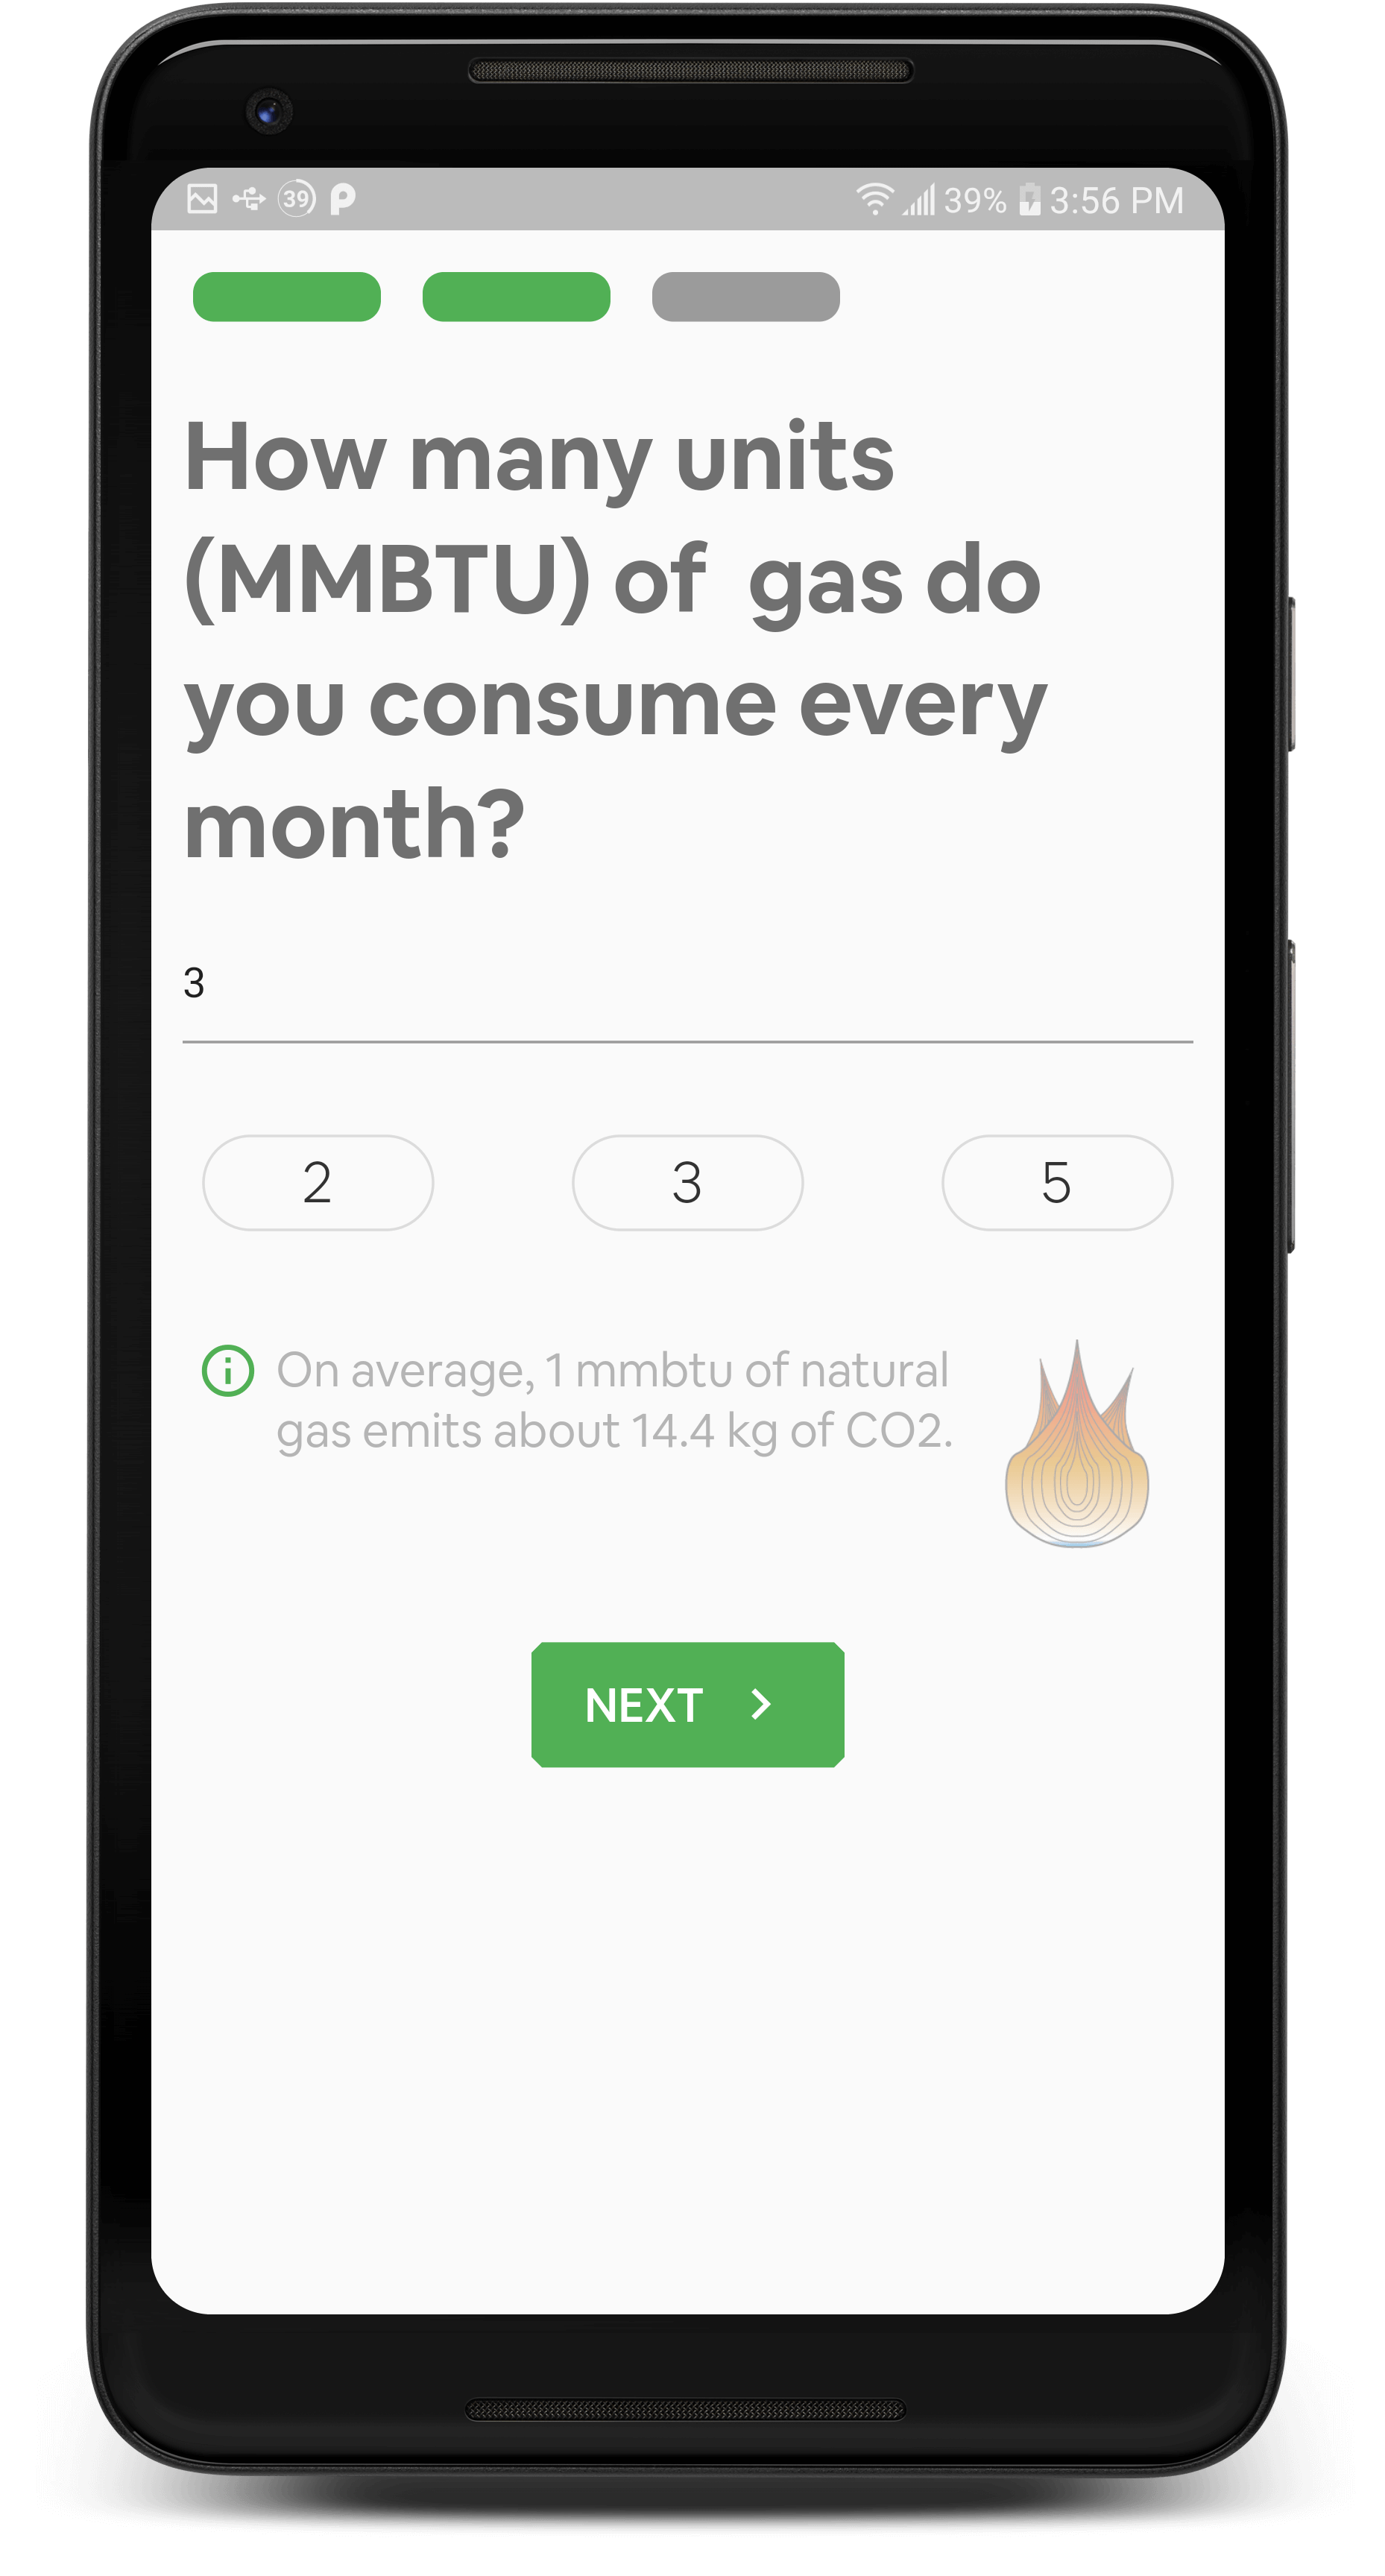 39 39% 3:56 PM
How many units
(MMBTU) of gas do
you consume every
month?
3
2 3 5
On average, 1 mmbtu of natural
gas emits about 14.4 kg of CO2.
NEXT